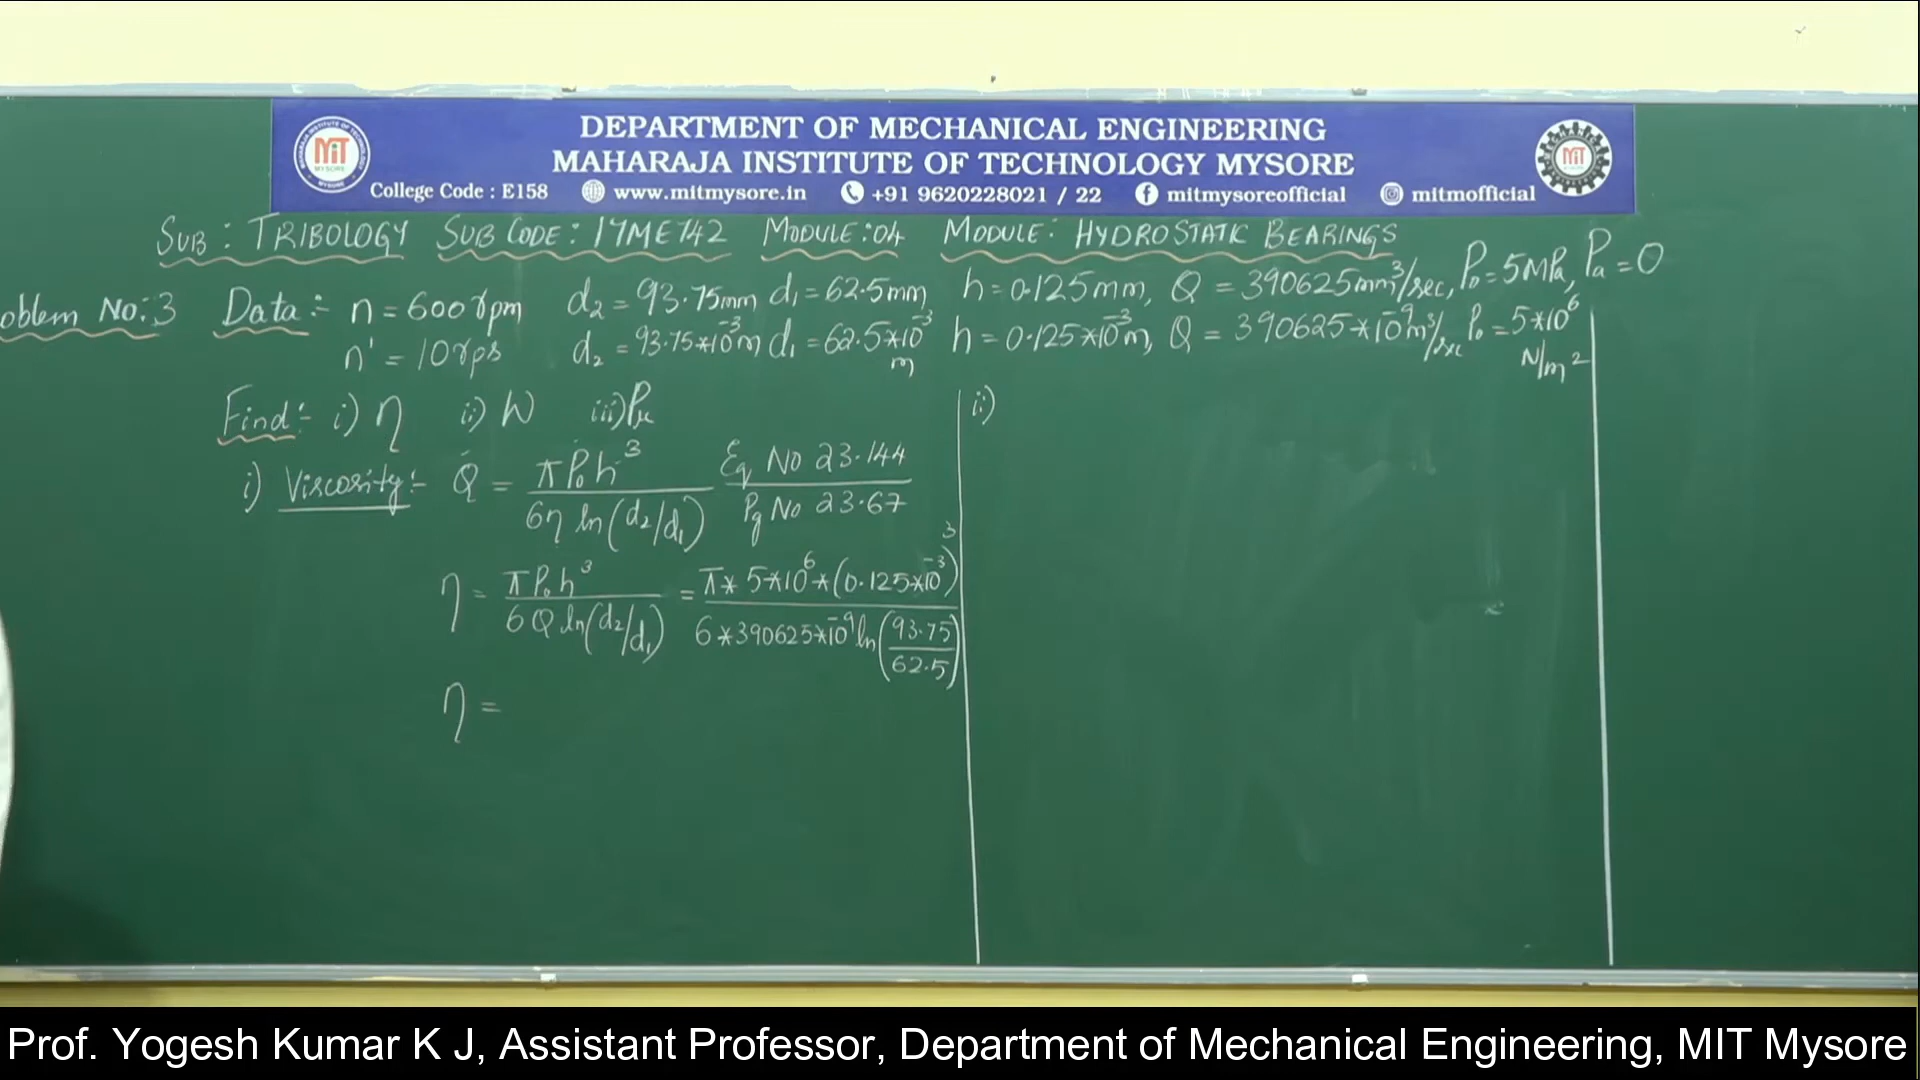 DEPARTMENT OF MECHANICAL ENGINEERING
MAHARAJA INSTITUTE OF TECHNOLOGY MYSORE
College Code : E158 www.mitmysore.in +91 9620228021 / 22 mitmysoreofficial mitmofficial
MiT
MYSORE
MiT
SUB : TRIBOLOGY SUB CODE : 17ME742 MODULE : 04 MODULE : HYDROSTATIC BEARINGS
oblem No:3 Data :- n = 600 rpm d₂ = 93.75mm d₁ = 62.5mm h = 0.125mm, Q = 390625mm³/sec, P₀ = 5MPa, Pa = 0
n' = 10 rps d₂ = 93.75*10⁻³m d₁ = 62.5*10⁻³ m h = 0.125*10⁻³m, Q = 390625*10⁻⁹m³/sec P₀ = 5*10⁶ N/m²
Find :- i) η ii) W iii)
ii)
i) Viscosity :- Q = πP₀h³ / 6η ln(d₂/d₁) Eq No 23.144 / Pg No 23.67
η = πP₀h³ / 6Q ln(d₂/d₁) = π* 5*10⁶*(0.125*10⁻³)³ / 6*390625*10⁻⁹ ln(93.75/62.5)
η =
Prof. Yogesh Kumar K J, Assistant Professor, Department of Mechanical Engineering, MIT Mysore